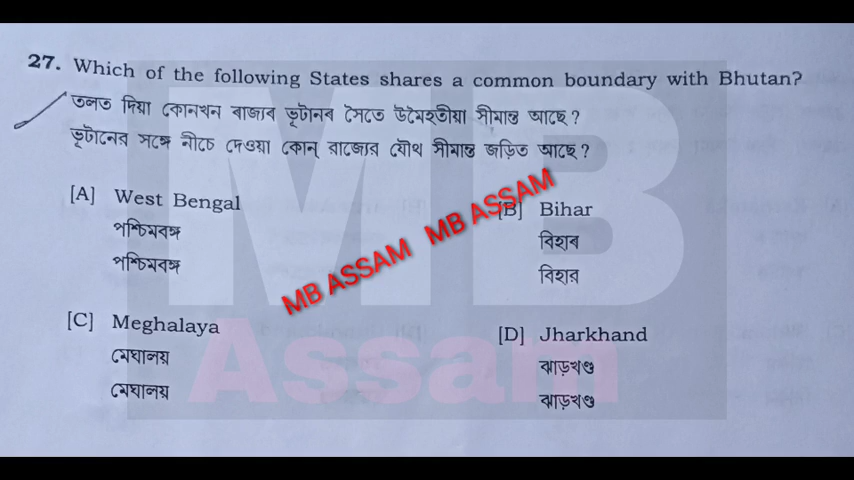 27. Which of the following States shares a common boundary with Bhutan?
তলত দিয়া কোনখন ৰাজ্যৰ ভূটানৰ সৈতে উমৈহতীয়া সীমান্ত আছে?
ভূটানের সঙ্গে নীচে দেওয়া কোন্ রাজ্যের যৌথ সীমান্ত জড়িত আছে?
[A] West Bengal
পশ্চিমবঙ্গ
পশ্চিমবঙ্গ
[B] Bihar
বিহাৰ
বিহার
[C] Meghalaya
মেঘালয়
মেঘালয়
[D] Jharkhand
ঝাড়খণ্ড
ঝাড়খণ্ড
MB ASSAM MB ASSAM
MB
Assam